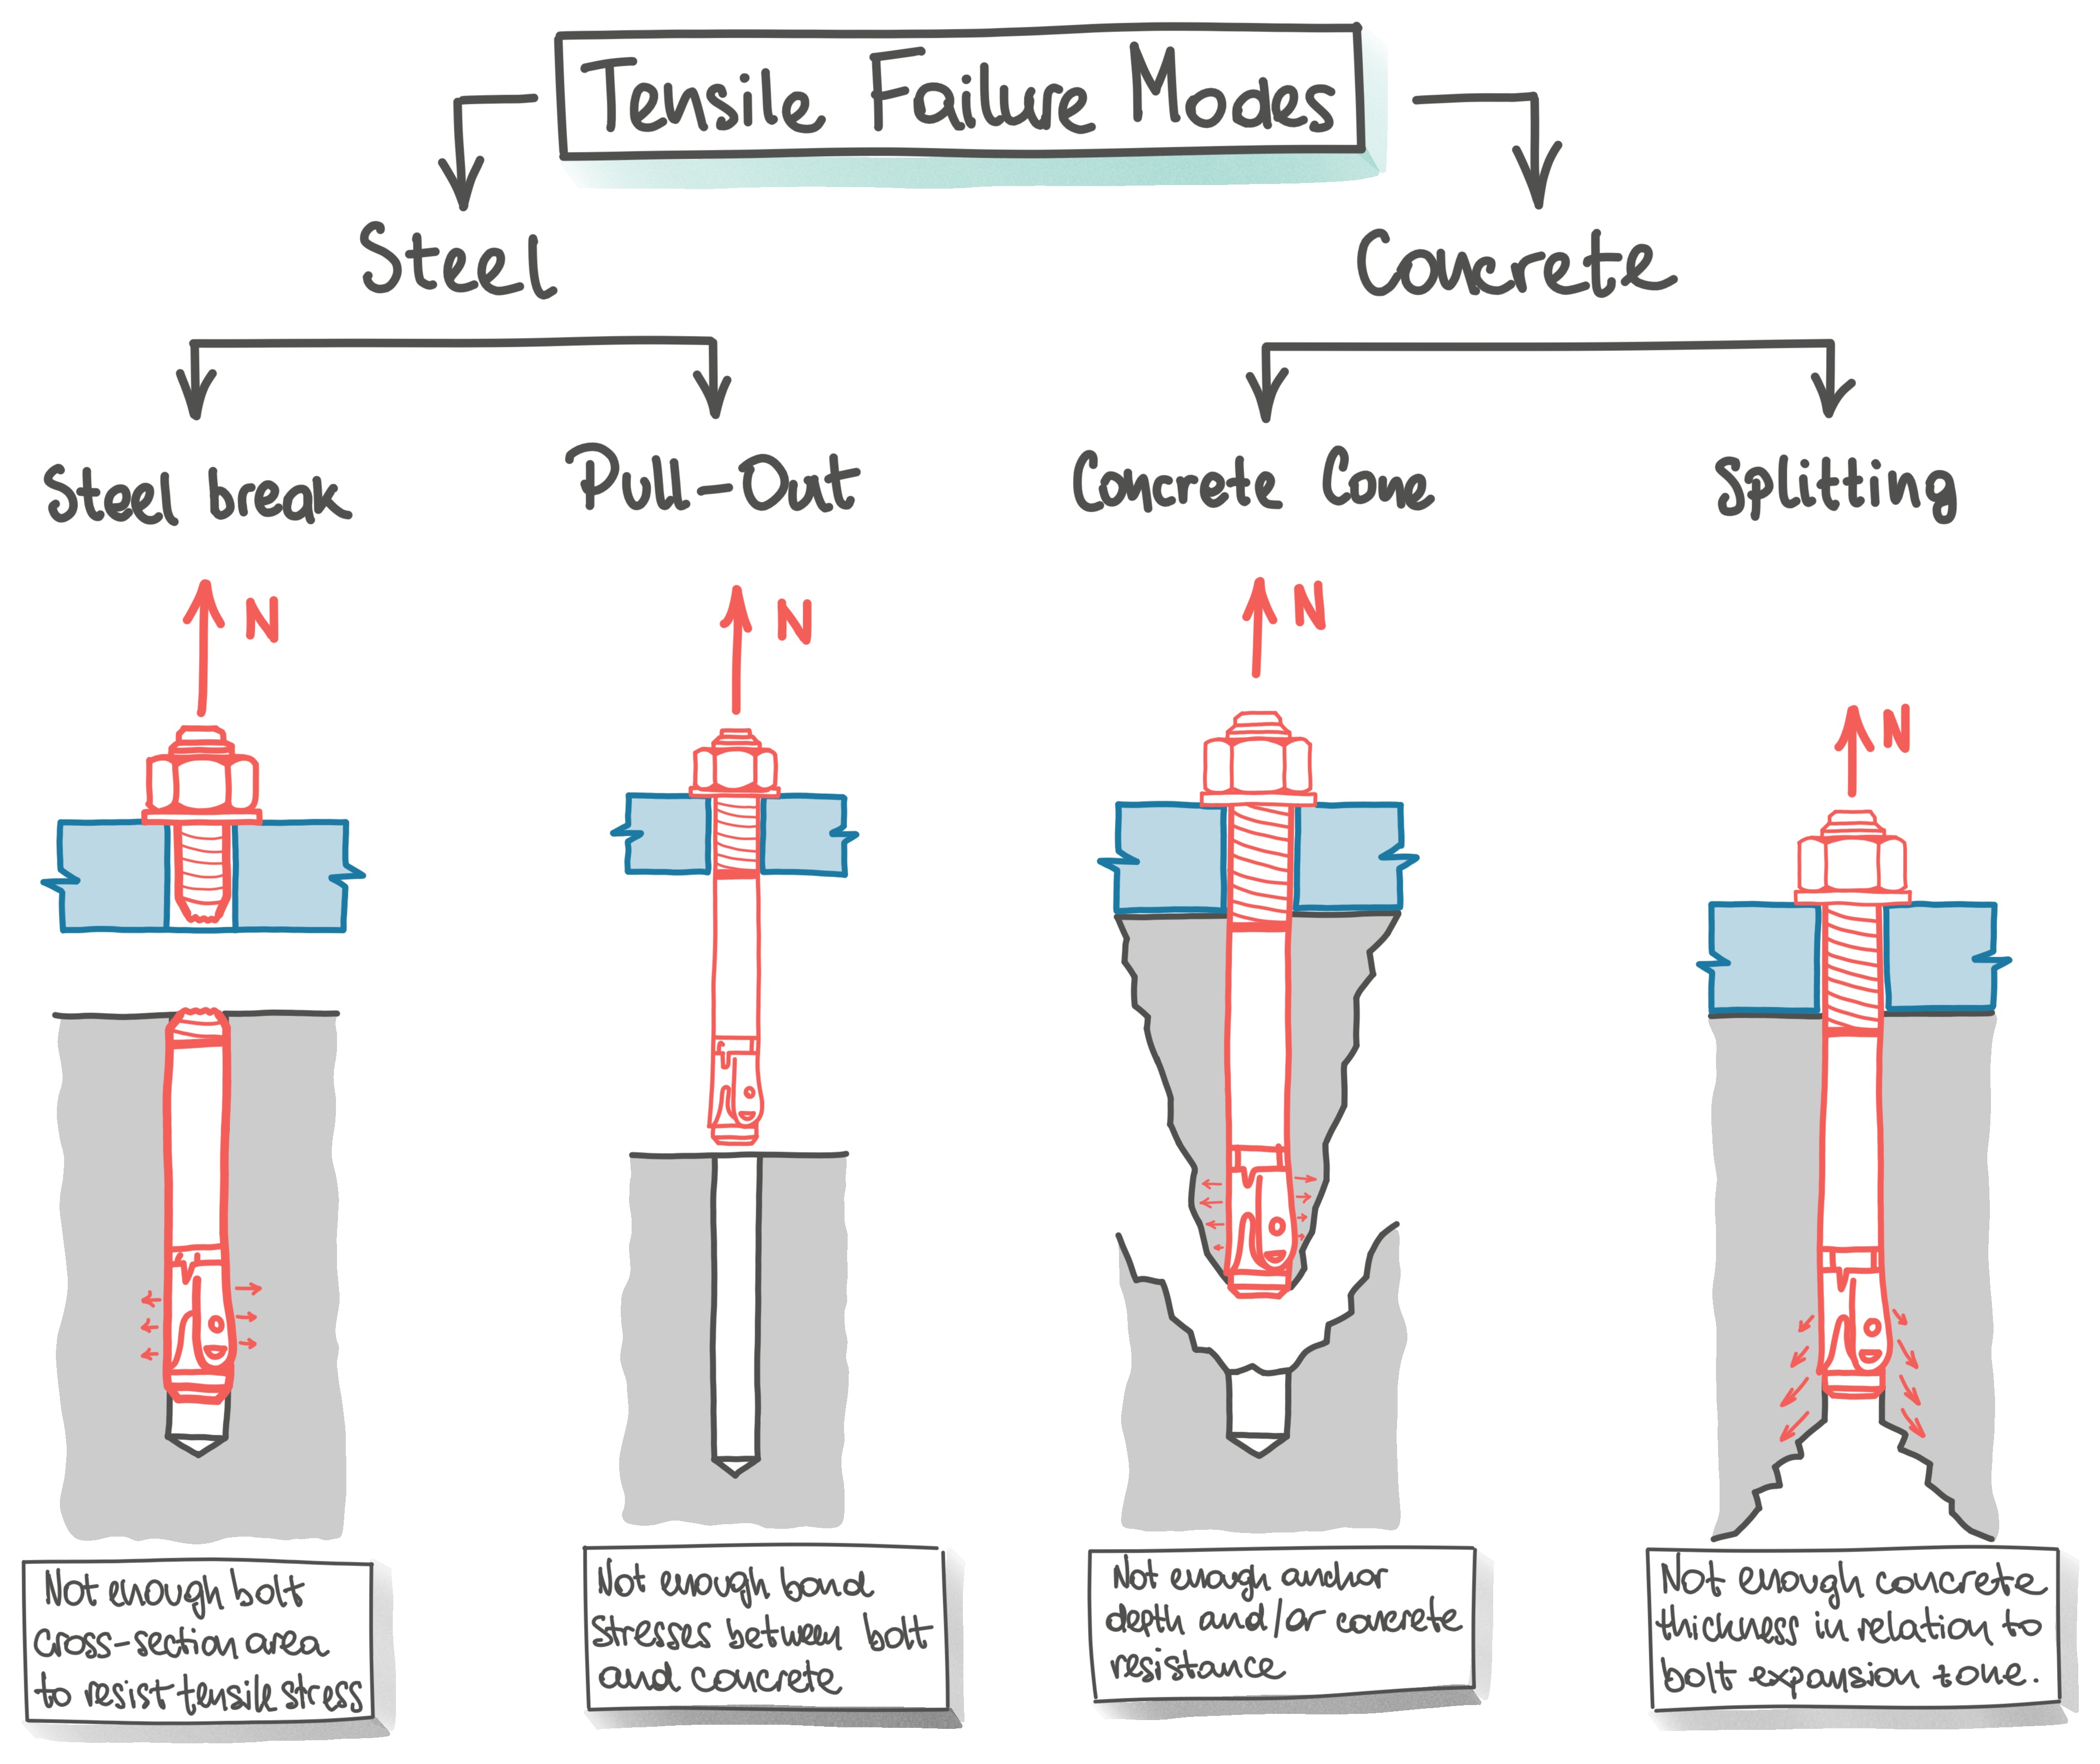 Tensile Failure Modes
Steel
Concrete
Steel break
Pull-Out
Concrete Cone
Splitting
N
N
N
N
Not enough bolt
cross-section area
to resist tensile stress
Not enough bond
stresses between bolt
and concrete
Not enough anchor
depth and/or concrete
resistance
Not enough concrete
thickness in relation to
bolt expansion zone.